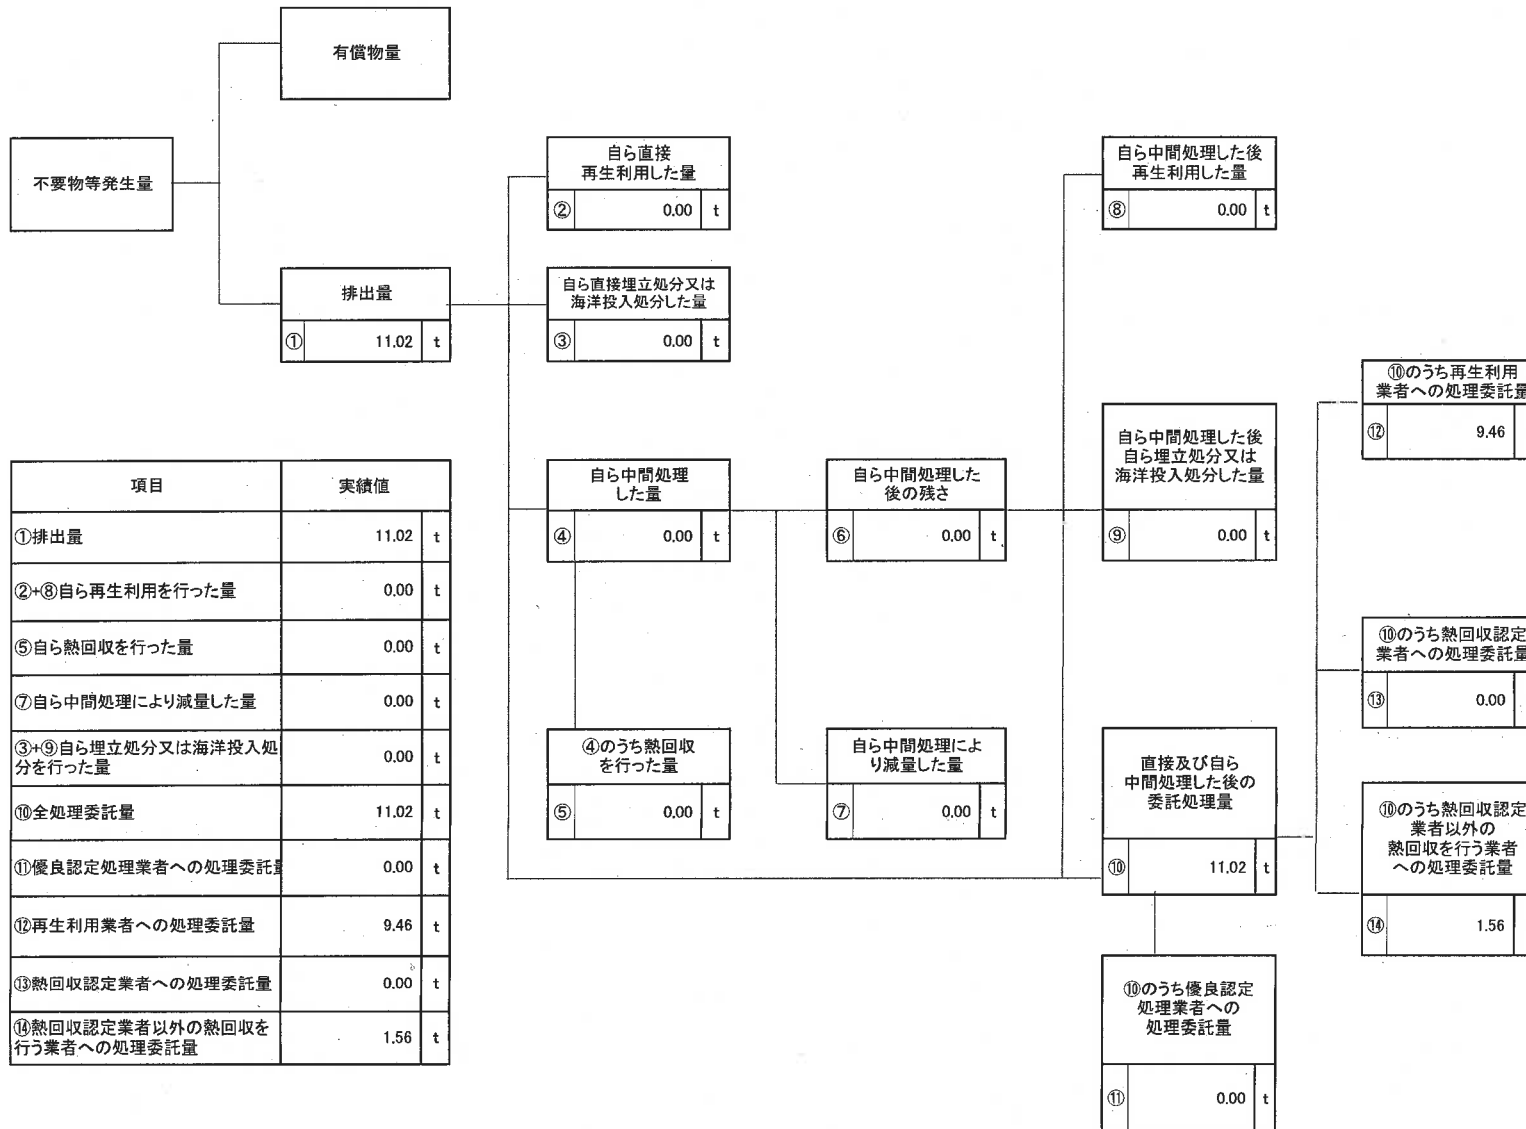 有償物量
不要物等発生量
排出量
① 11.02 t
自ら直接
再生利用した量
② 0.00 t
自ら直接埋立処分又は
海洋投入処分した量
③ 0.00 t
自ら中間処理
した量
④ 0.00 t
④のうち熱回収
を行った量
⑤ 0.00 t
自ら中間処理した
後の残さ
⑥ 0.00 t
自ら中間処理によ
り減量した量
⑦ 0.00 t
自ら中間処理した後
再生利用した量
⑧ 0.00 t
自ら中間処理した後
自ら埋立処分又は
海洋投入処分した量
⑨ 0.00 t
直接及び自ら
中間処理した後の
委託処理量
⑩ 11.02 t
⑩のうち優良認定
処理業者への
処理委託量
⑪ 0.00 t
⑩のうち再生利用
業者への処理委託量
⑫ 9.46
⑩のうち熱回収認定
業者への処理委託量
⑬ 0.00
⑩のうち熱回収認定
業者以外の
熱回収を行う業者
への処理委託量
⑭ 1.56
項目 実績値
①排出量 11.02 t
②+⑧自ら再生利用を行った量 0.00 t
⑤自ら熱回収を行った量 0.00 t
⑦自ら中間処理により減量した量 0.00 t
③+⑨自ら埋立処分又は海洋投入処
分を行った量 0.00 t
⑩全処理委託量 11.02 t
⑪優良認定処理業者への処理委託量 0.00 t
⑫再生利用業者への処理委託量 9.46 t
⑬熱回収認定業者への処理委託量 0.00 t
⑭熱回収認定業者以外の熱回収を
行う業者への処理委託量 1.56 t